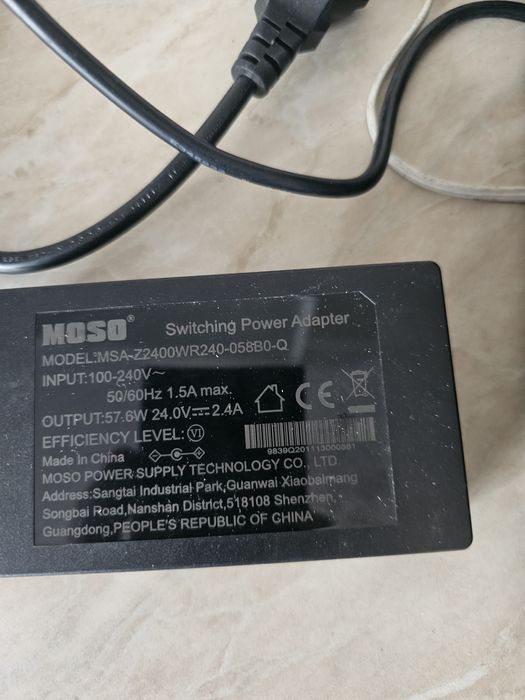 MOSO® Switching Power Adapter
MODEL:MSA-Z2400WR240-058B0-Q
INPUT:100-240V~
50/60Hz 1.5A max.
OUTPUT:57.6W 24.0V⎓2.4A
EFFICIENCY LEVEL: VI
CE
9839Q201113000881
Made In China
MOSO POWER SUPPLY TECHNOLOGY CO., LTD.
Address:Sangtai Industrial Park,Guanwai Xiaobaimang
Songbai Road,Nanshan District,518108 Shenzhen,
Guangdong,PEOPLE'S REPUBLIC OF CHINA